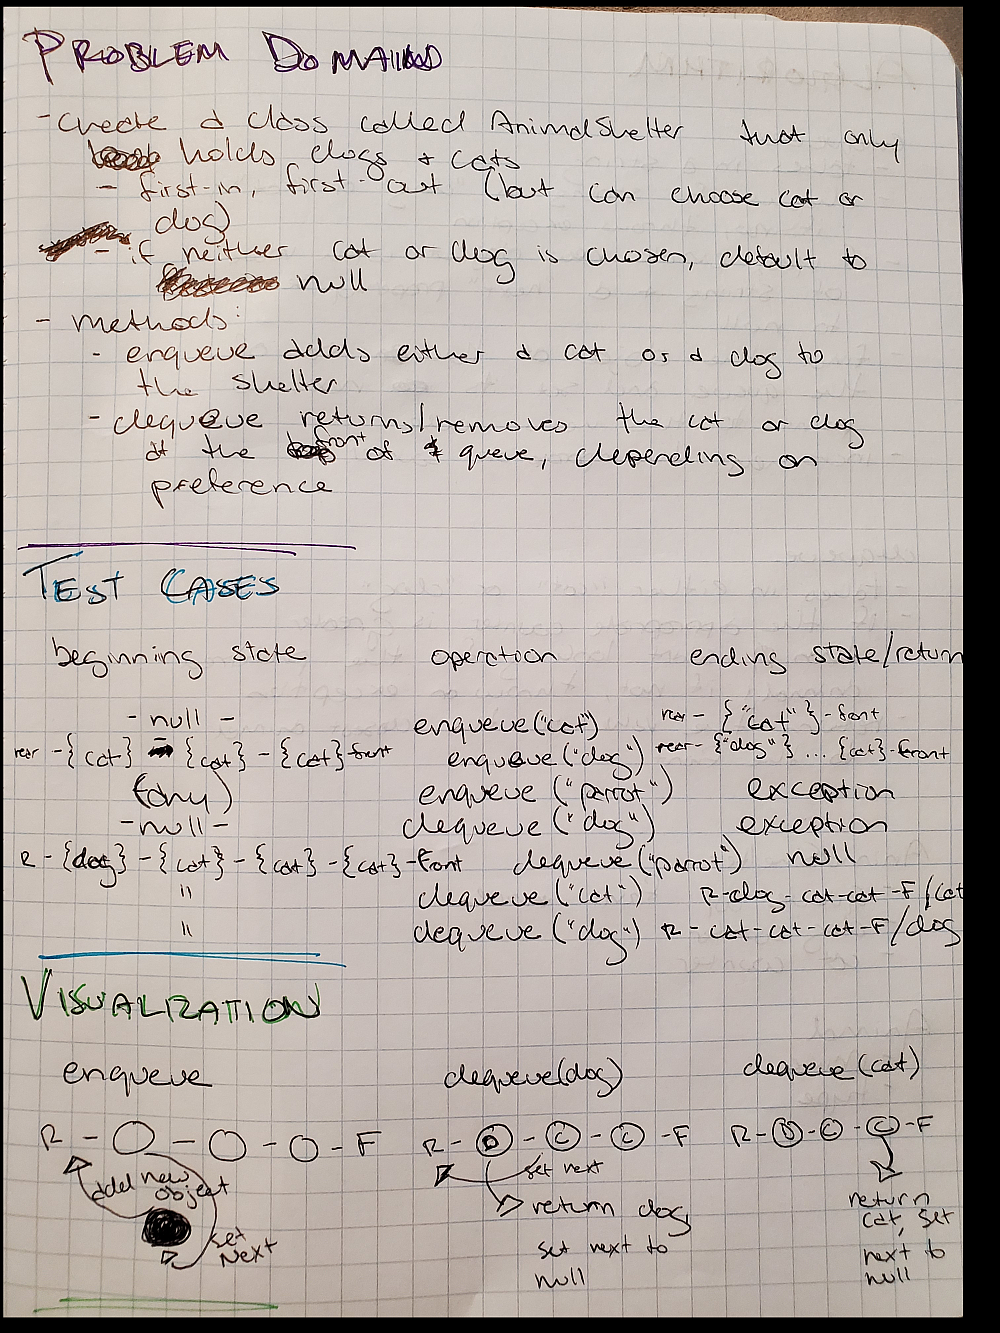 PROBLEM DOMAIN
- create a class called AnimalShelter that only
holds dogs + cats
- first-in, first-out (but can choose cat or
dog)
- if neither cat or dog is chosen, default to
null
- methods:
- enqueue adds either a cat or a dog to
the shelter
- dequeue returns/removes the cat or dog
at the front of queue, depending on
preference
TEST CASES
beginning state operation ending state/return
- null - enqueue("cat") rear - {"cat"} - font
rear - {cat} - {cat} - {cat} front enqueue("dog") rear - {"dog"} ... {cat} - front
(any) enqueue ("parrot") exception
- null - dequeue ("dog") exception
R - {dog} - {cat} - {cat} - {cat} - front dequeue("parrot") null
" dequeue ("cat") R - dog - cat - cat - F / cat
" dequeue ("dog") R - cat - cat - cat - F / dog
VISUALIZATION
enqueue dequeue(dog) dequeue (cat)
R - - - F R - D - C - C - F R - D - C - C - F
add new object
set next
set next
return dog,
set next to
null
return
cat, set
next to
null